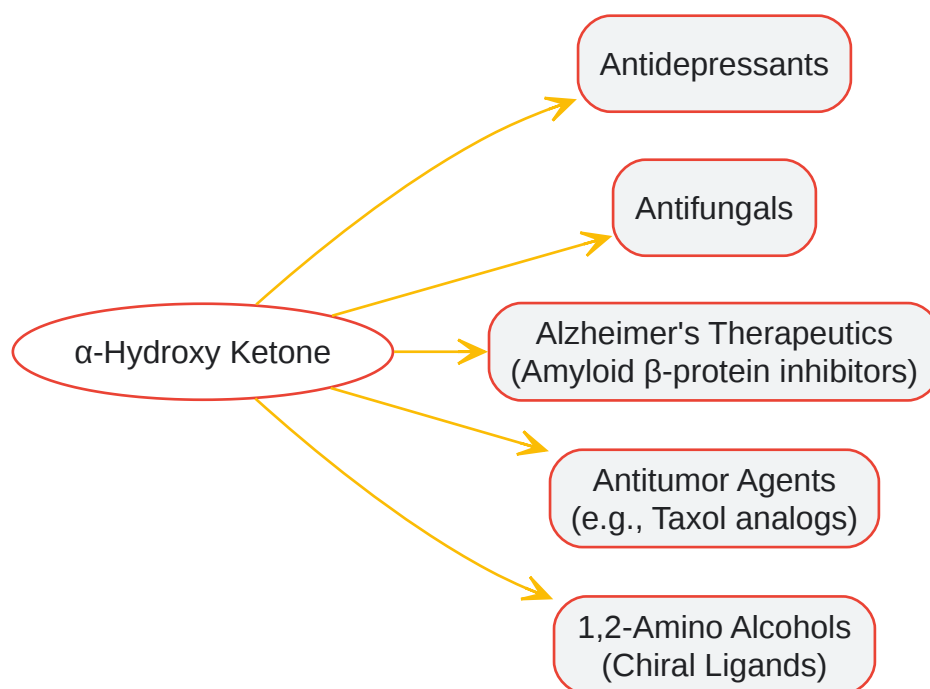 Antidepressants
Antifungals
α-Hydroxy Ketone
Alzheimer's Therapeutics
(Amyloid β-protein inhibitors)
Antitumor Agents
(e.g., Taxol analogs)
1,2-Amino Alcohols
(Chiral Ligands)